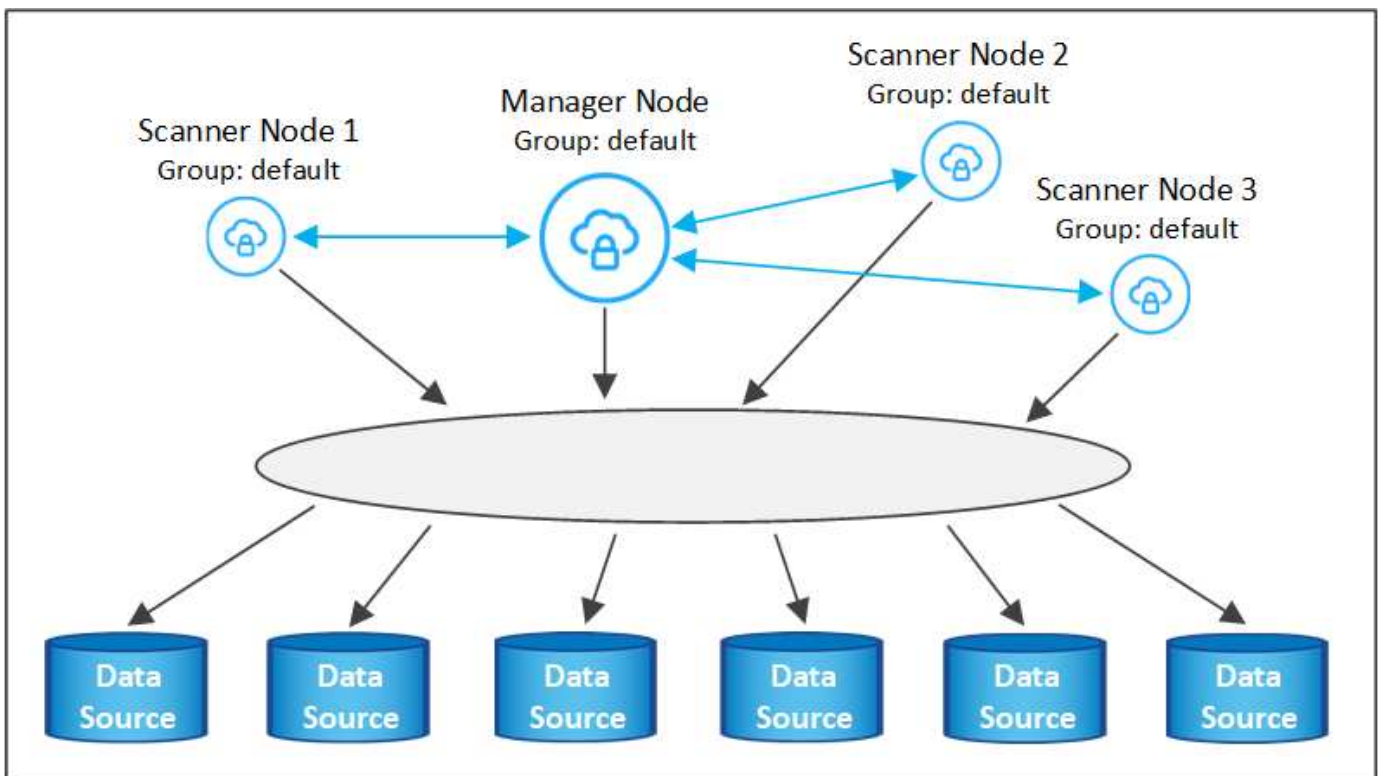 Scanner Node 1
Group: default
Manager Node
Group: default
Scanner Node 2
Group: default
Scanner Node 3
Group: default
Data
Source
Data
Source
Data
Source
Data
Source
Data
Source
Data
Source